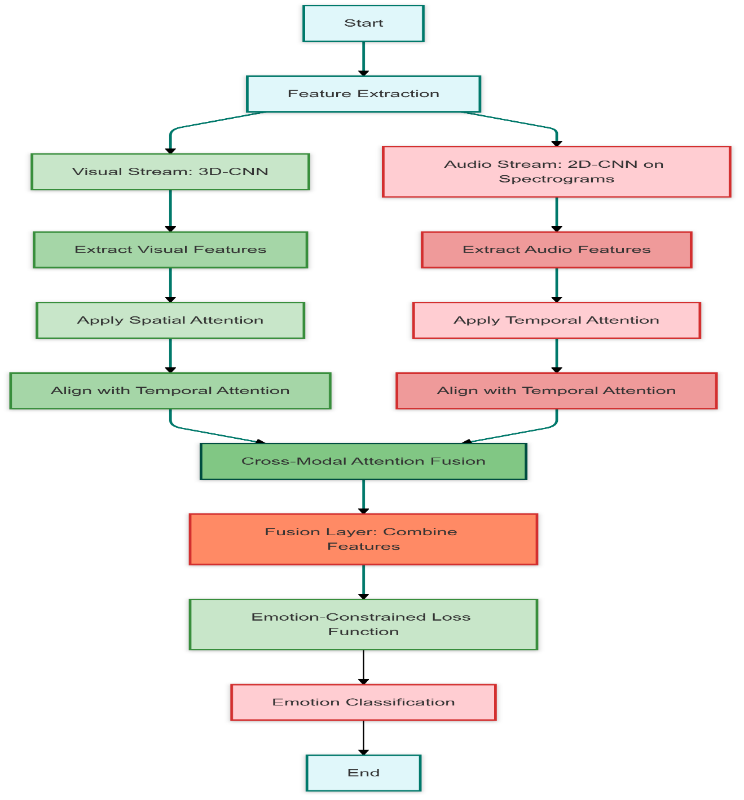 Start
Feature Extraction
Visual Stream: 3D-CNN
Audio Stream: 2D-CNN on
Spectrograms
Extract Visual Features
Extract Audio Features
Apply Spatial Attention
Apply Temporal Attention
Align with Temporal Attention
Align with Temporal Attention
Cross-Modal Attention Fusion
Fusion Layer: Combine
Features
Emotion-Constrained Loss
Function
Emotion Classification
End